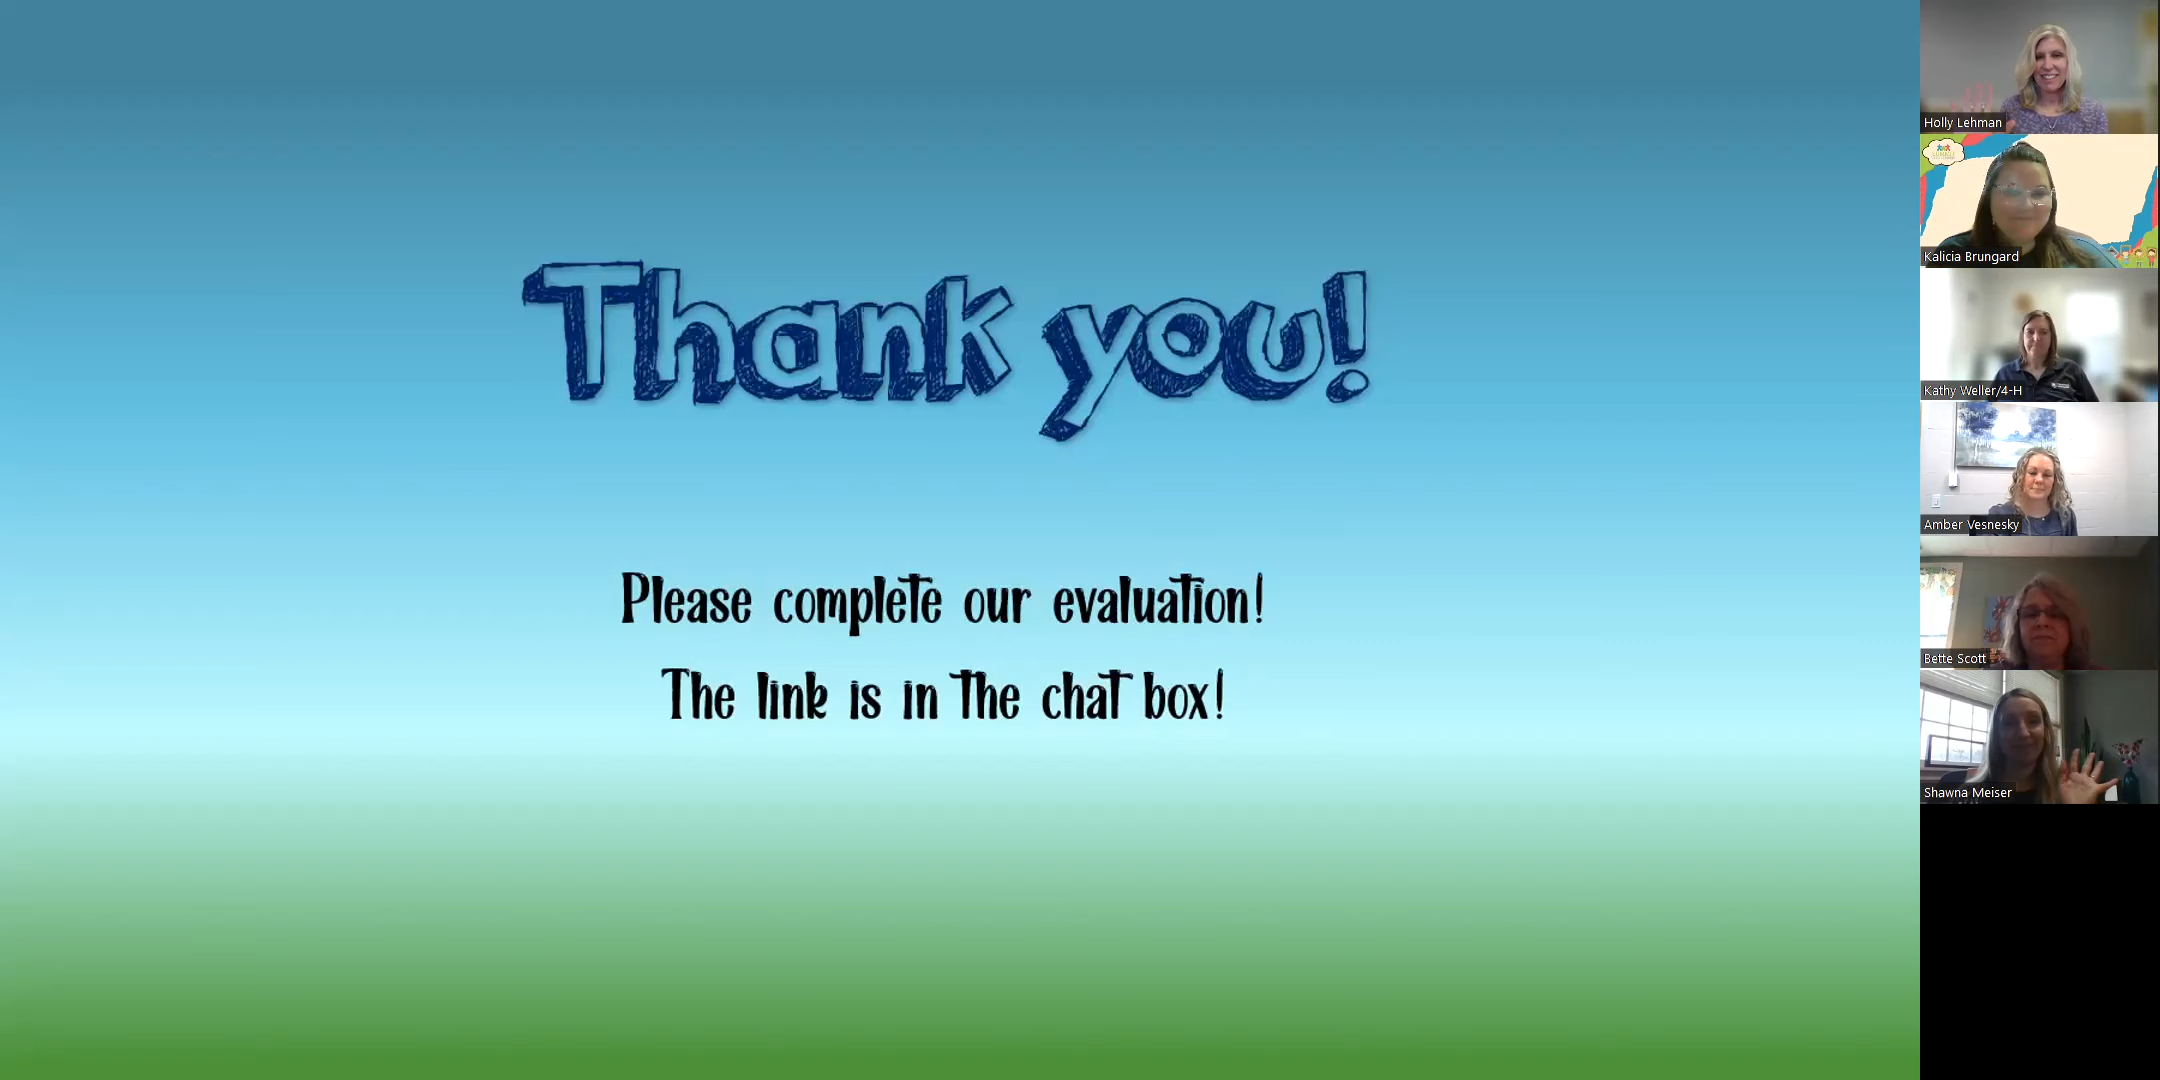 Thank you!
Please complete our evaluation!
The link is in the chat box!
Holly Lehman
Kalicia Brungard
Kathy Weller/4-H
Amber Vesnesky
Bette Scott
Shawna Meiser